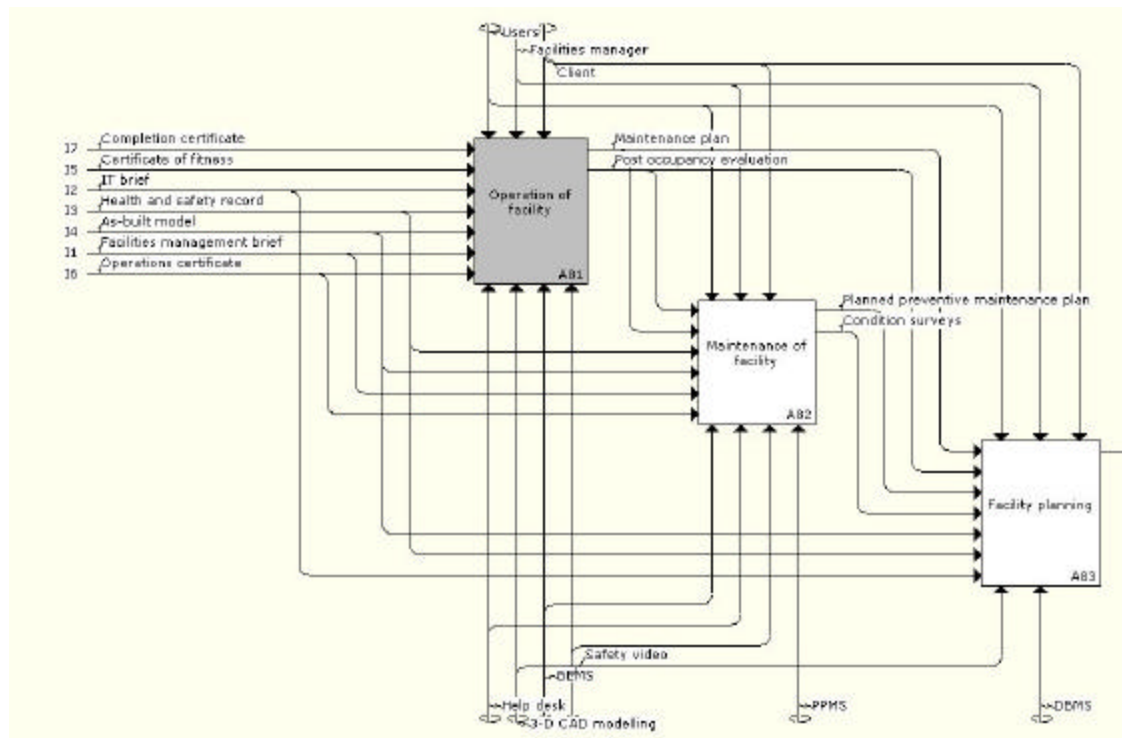 Users
Facilities manager
Client
I7 Completion certificate
I5 Certificate of fitness
I2 IT brief
I3 Health and safety record
I4 As-built model
I1 Facilities management brief
I6 Operations certificate
Operation of
facility
A81
Maintenance plan
Post occupancy evaluation
Maintenance of
facility
A82
Planned preventive maintenance plan
Condition surveys
Facility planning
A83
Safety video
BEMS
Help desk
3-D CAD modelling
PPMS
DBMS